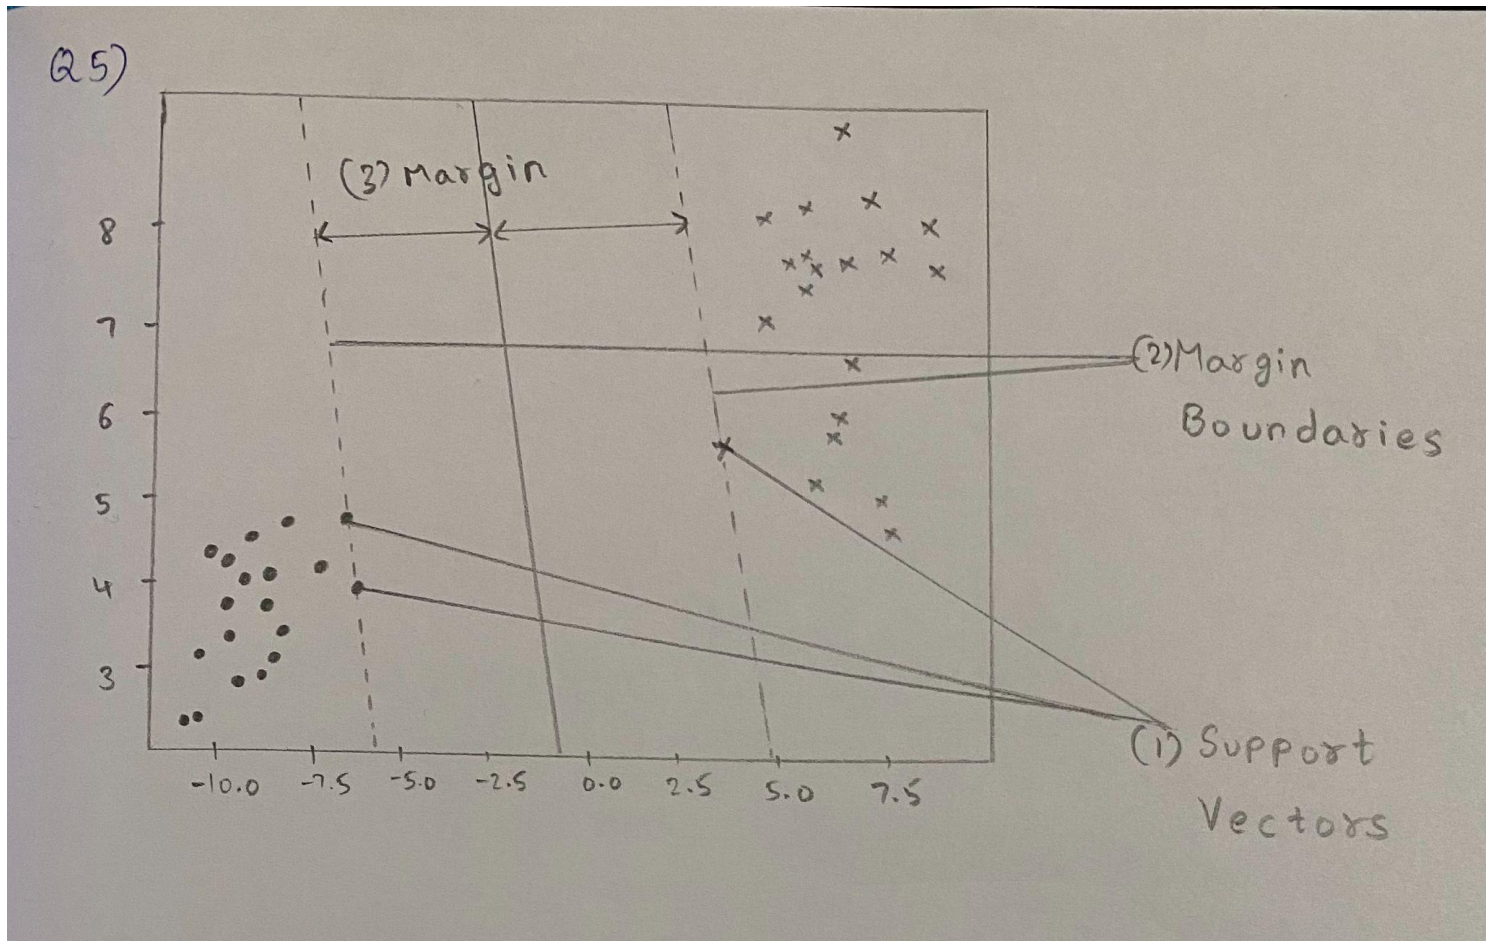 Q5)
(3) Margin
8
7
(2) Margin
Boundaries
6
5
4
3
(1) Support
Vectors
-10.0 -7.5 -5.0 -2.5 0.0 2.5 5.0 7.5